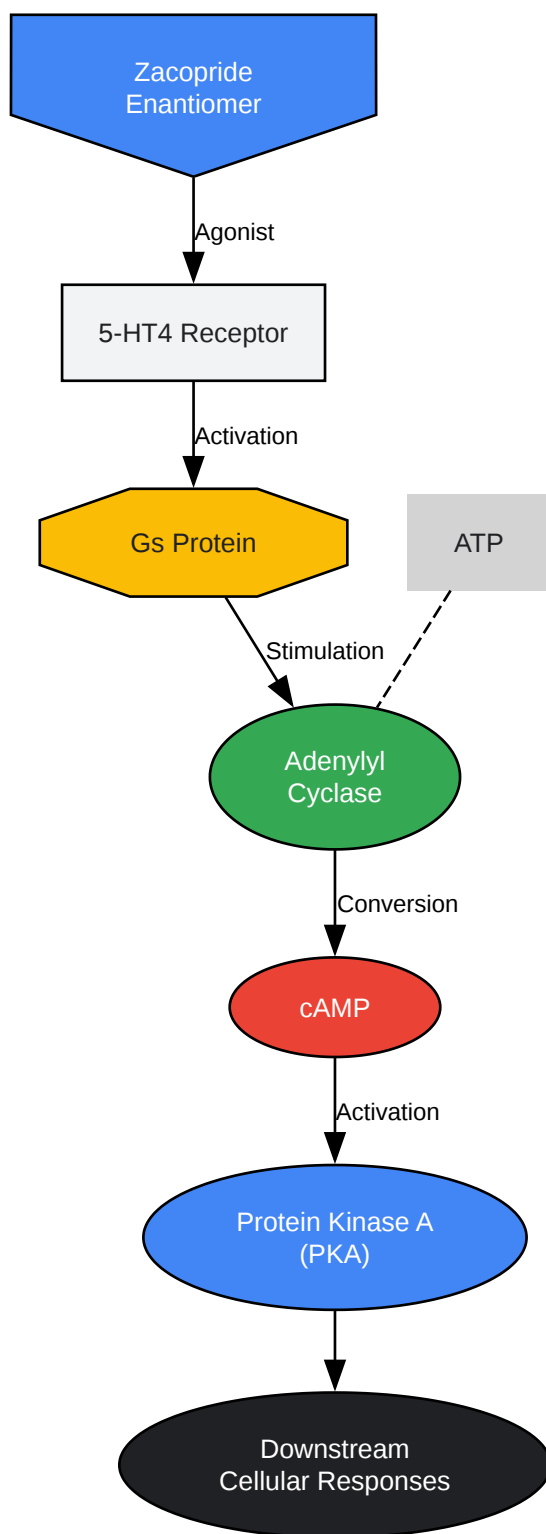 Zacopride
Enantiomer
Agonist
5-HT4 Receptor
Activation
Gs Protein
ATP
Stimulation
Adenylyl
Cyclase
Conversion
cAMP
Activation
Protein Kinase A
(PKA)
Downstream
Cellular Responses